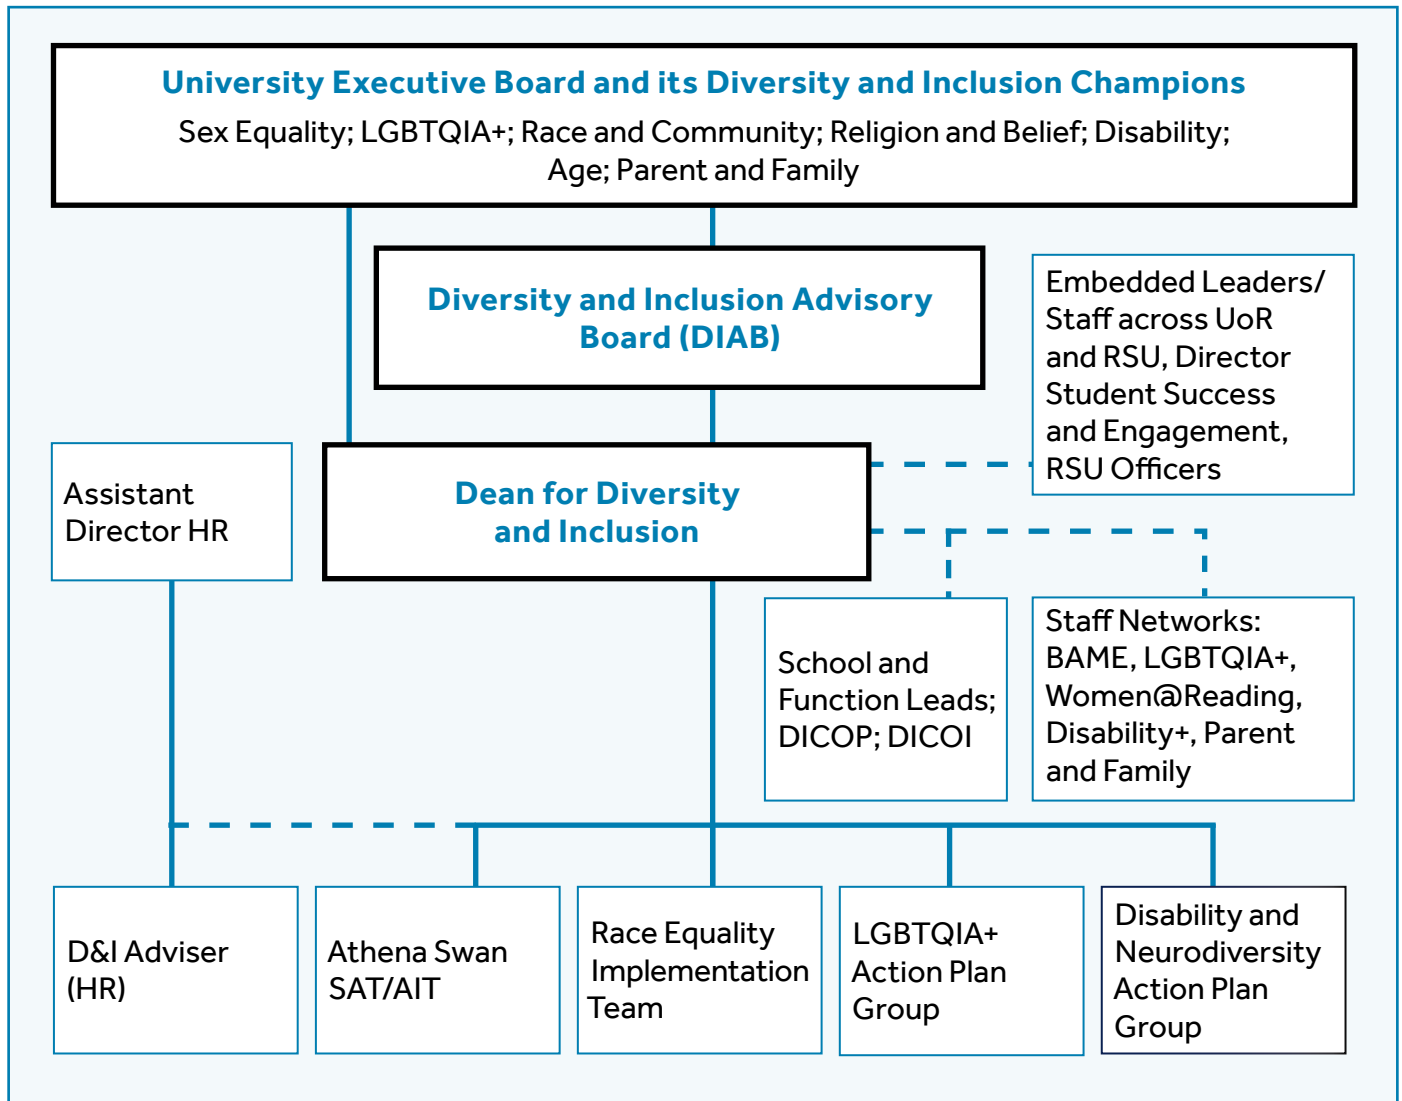 University Executive Board and its Diversity and Inclusion Champions
Sex Equality; LGBTQIA+; Race and Community; Religion and Belief; Disability;
Age; Parent and Family
Diversity and Inclusion Advisory
Board (DIAB)
Embedded Leaders/
Staff across UoR
and RSU, Director
Student Success
and Engagement,
RSU Officers
Assistant
Director HR
Dean for Diversity
and Inclusion
School and
Function Leads;
DICOP; DICOI
Staff Networks:
BAME, LGBTQIA+,
Women@Reading,
Disability+, Parent
and Family
D&I Adviser
(HR)
Athena Swan
SAT/AIT
Race Equality
Implementation
Team
LGBTQIA+
Action Plan
Group
Disability and
Neurodiversity
Action Plan
Group